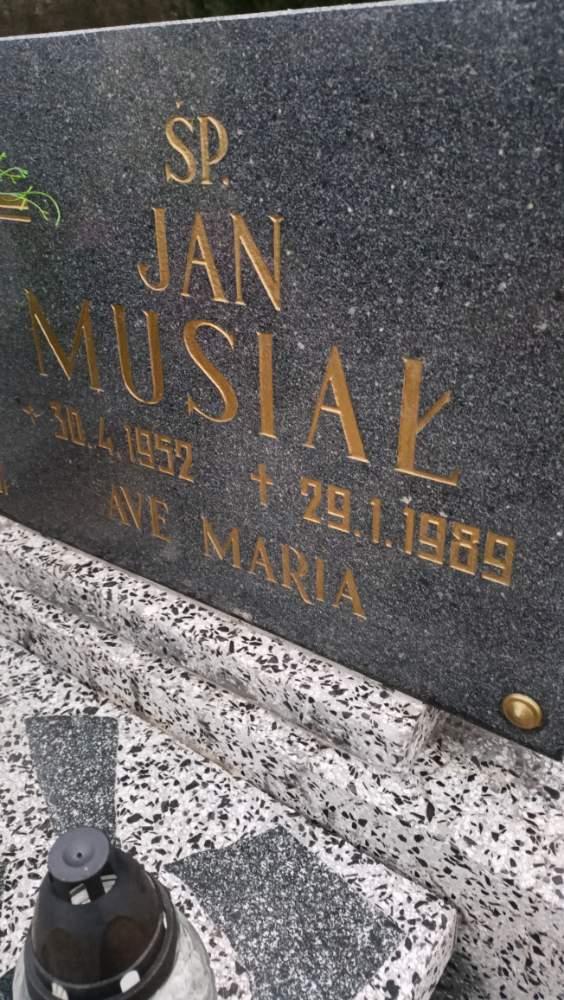 ŚP.
JAN
MUSIAŁ
30.4.1952 † 29.1.1989
AVE MARIA